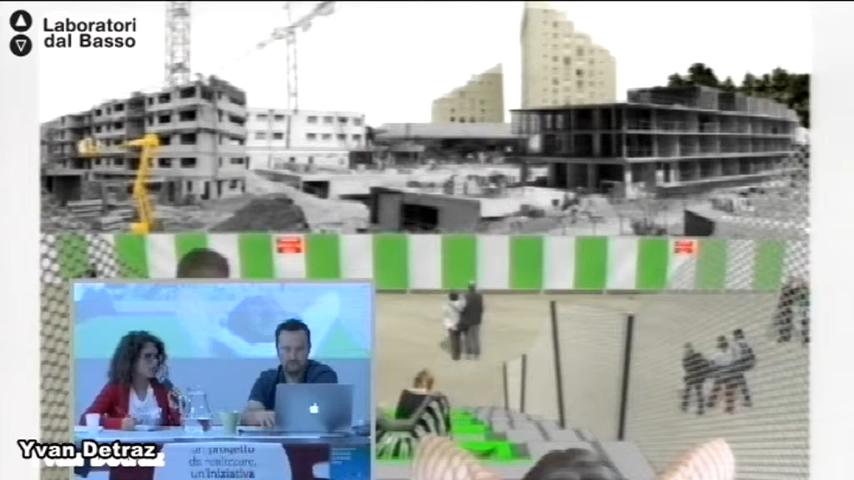 Laboratori
dal Basso
Yvan Detraz
un progetto
da realizzare,
un'iniziativa